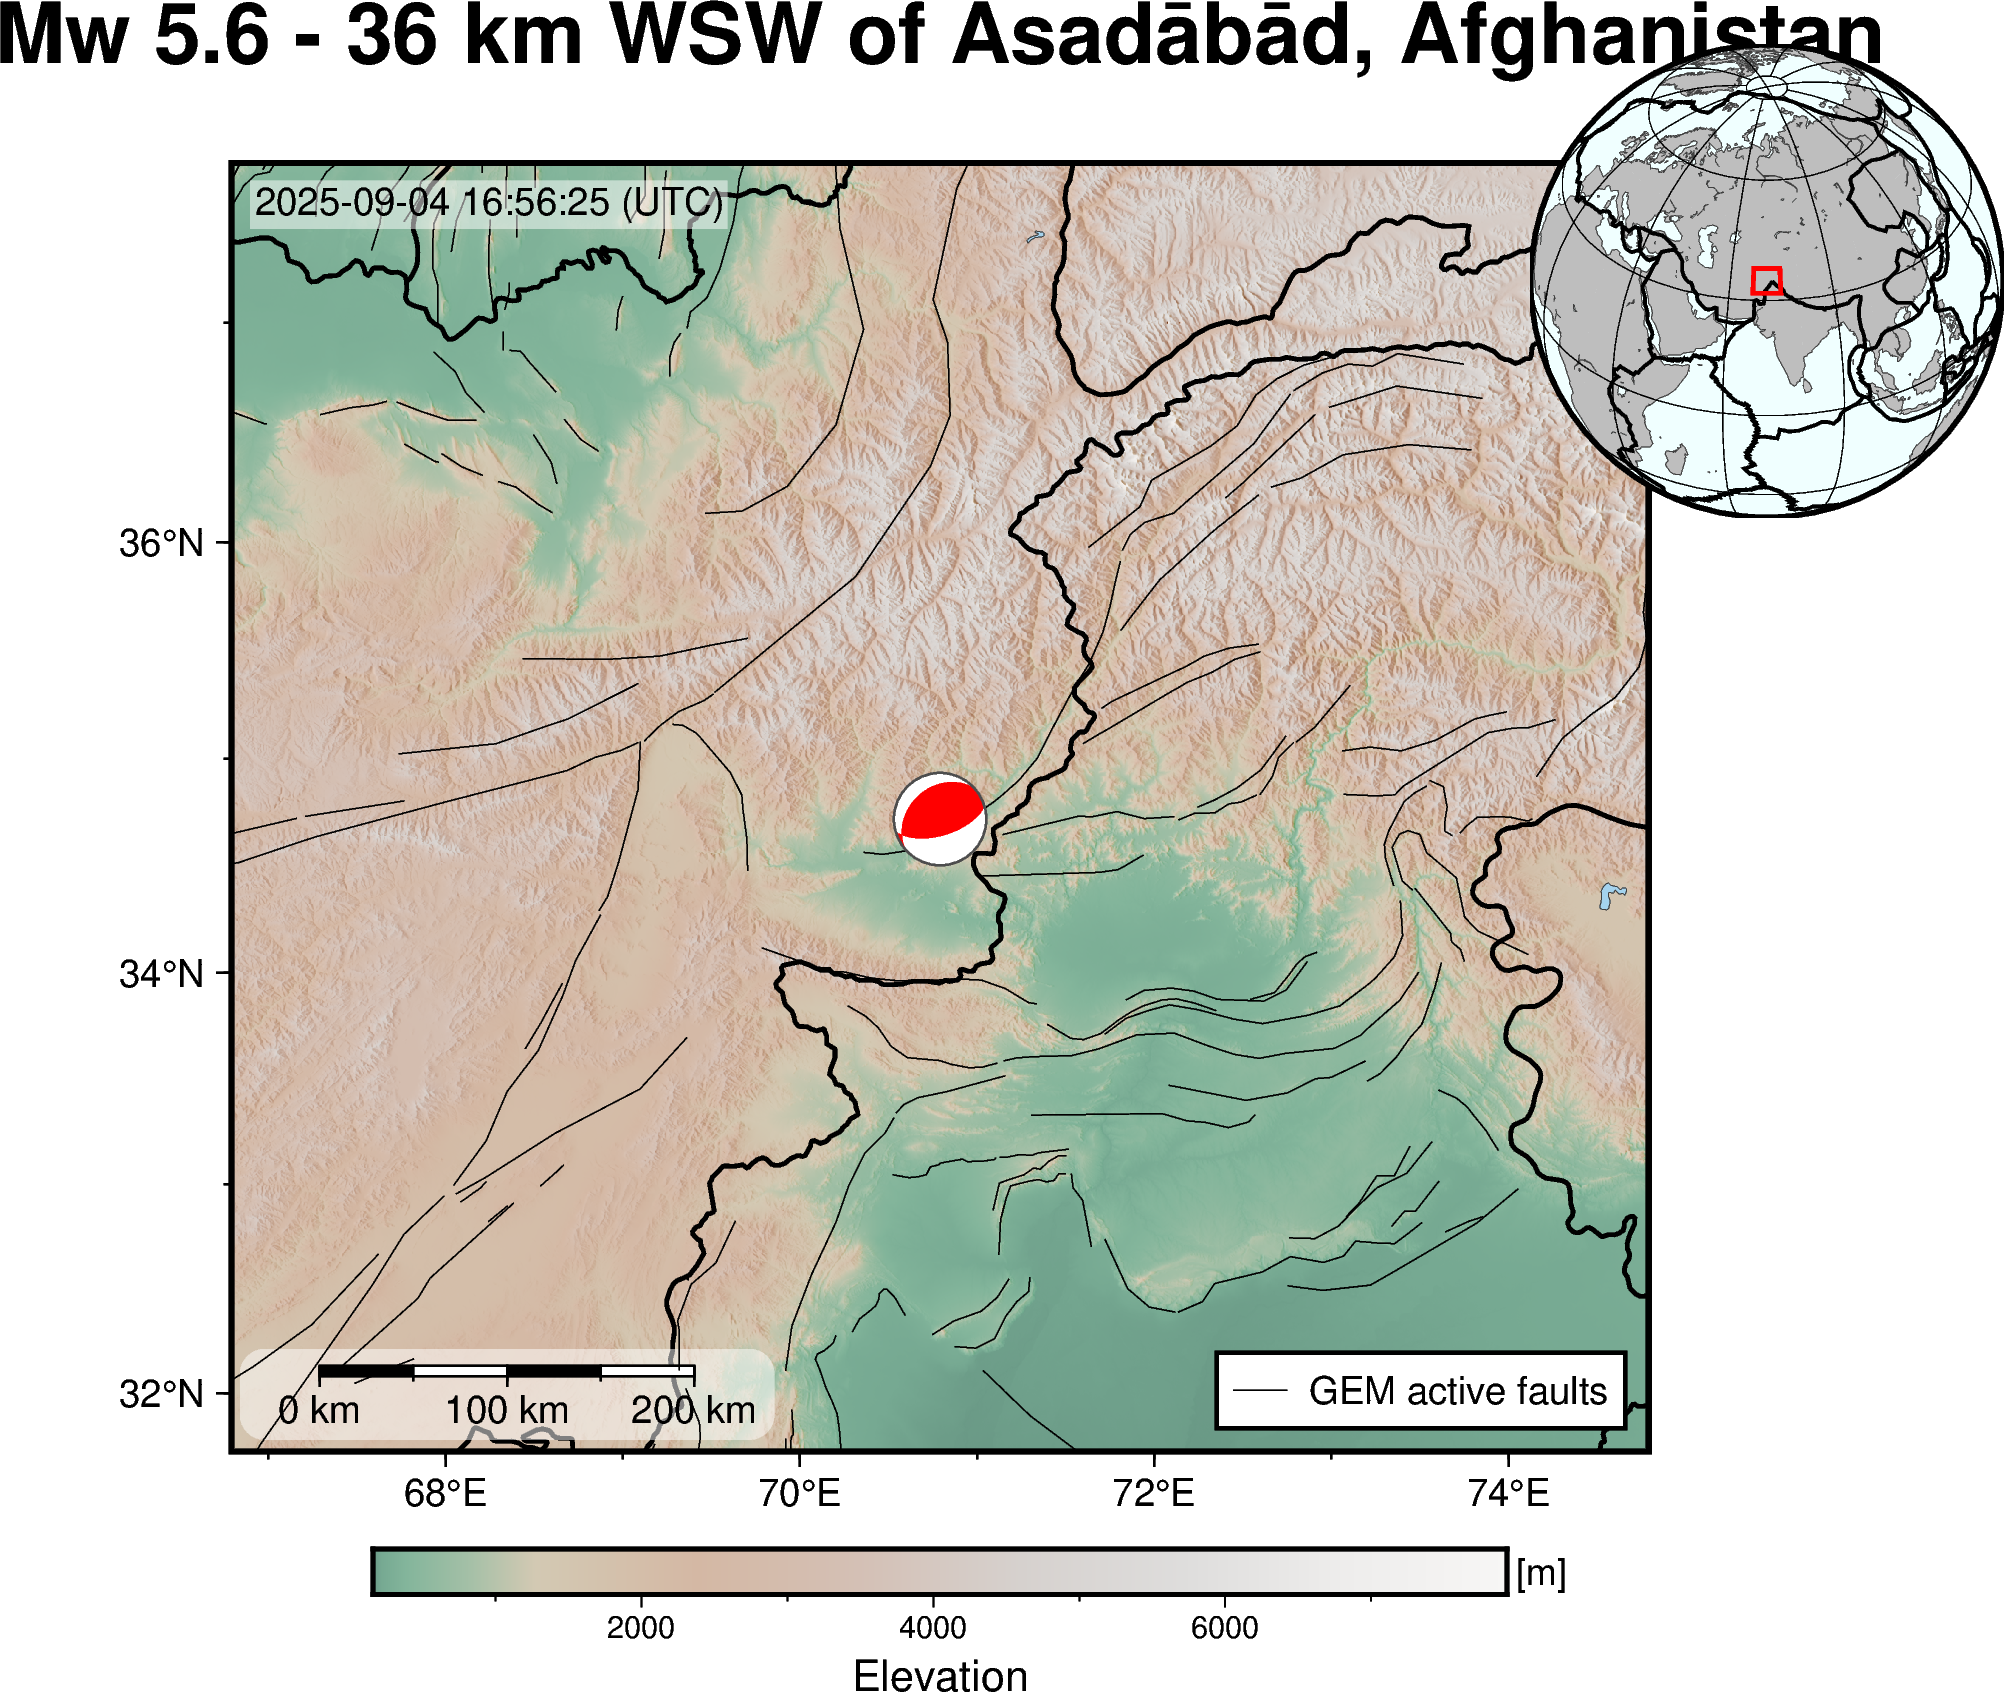 Mw 5.6 - 36 km WSW of Asadābād, Afghanistan
2025-09-04 16:56:25 (UTC)
36°N
34°N
32°N
0 km 100 km 200 km
GEM active faults
68°E 70°E 72°E 74°E
[m]
2000 4000 6000
Elevation